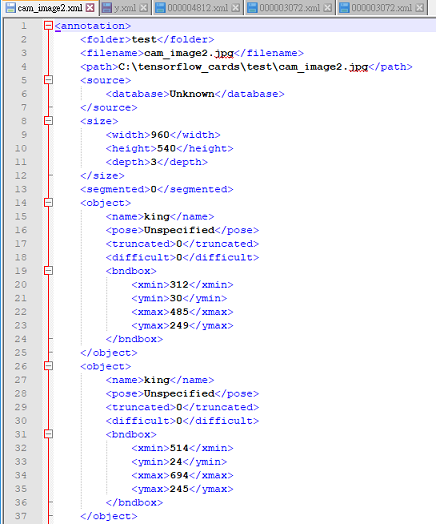 cam_image2.xml y.xml 000004812.xml 000003072.xml 000003072.xml
1 <annotation>
2 <folder>test</folder>
3 <filename>cam_image2.jpg</filename>
4 <path>C:\tensorflow_cards\test\cam_image2.jpg</path>
5 <source>
6 <database>Unknown</database>
7 </source>
8 <size>
9 <width>960</width>
10 <height>540</height>
11 <depth>3</depth>
12 </size>
13 <segmented>0</segmented>
14 <object>
15 <name>king</name>
16 <pose>Unspecified</pose>
17 <truncated>0</truncated>
18 <difficult>0</difficult>
19 <bndbox>
20 <xmin>312</xmin>
21 <ymin>30</ymin>
22 <xmax>485</xmax>
23 <ymax>249</ymax>
24 </bndbox>
25 </object>
26 <object>
27 <name>king</name>
28 <pose>Unspecified</pose>
29 <truncated>0</truncated>
30 <difficult>0</difficult>
31 <bndbox>
32 <xmin>514</xmin>
33 <ymin>24</ymin>
34 <xmax>694</xmax>
35 <ymax>245</ymax>
36 </bndbox>
37 </object>